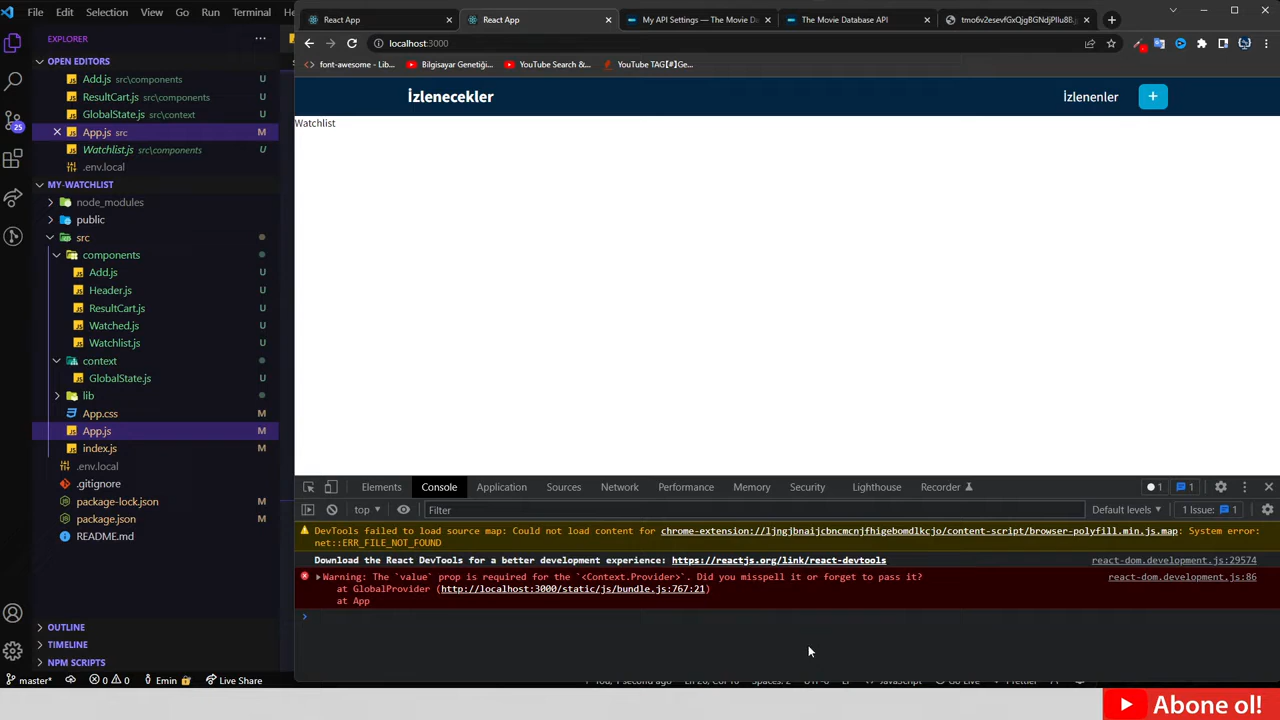 File Edit Selection View Go Run Terminal
EXPLORER
OPEN EDITORS
Add.js src\components U
ResultCart.js src\components U
GlobalState.js src\context U
App.js src M
Watchlist.js src\components U
.env.local
MY-WATCHLIST
node_modules
public
src
components
Add.js U
Header.js U
ResultCart.js U
Watched.js U
Watchlist.js U
context
GlobalState.js U
lib
App.css M
App.js M
index.js M
.env.local
.gitignore
package-lock.json M
package.json M
README.md
25
OUTLINE
TIMELINE
NPM SCRIPTS
master* 0 0 Emin Live Share
React App
React App
My API Settings — The Movie Da
The Movie Database API
tmo6v2esevfGxQjgBGNdjPIlu8B.
localhost:3000
font-awesome - Lib...
Bilgisayar Genetiği...
YouTube Search &...
YouTube TAG【#】Ge...
İzlenecekler
İzlenenler +
Watchlist
Elements Console Application Sources Network Performance Memory Security Lighthouse Recorder 1 1
top Filter Default levels 1 Issue: 1
DevTools failed to load source map: Could not load content for chrome-extension://ljngjbnaijcbncmcnjfhigebomdlkcjo/content-script/browser-polyfill.min.js.map: System error:
net::ERR_FILE_NOT_FOUND
Download the React DevTools for a better development experience: https://reactjs.org/link/react-devtools react-dom.development.js:29574
Warning: The `value` prop is required for the `<Context.Provider>`. Did you misspell it or forget to pass it? react-dom.development.js:86
at GlobalProvider (http://localhost:3000/static/js/bundle.js:767:21)
at App
Abone ol!